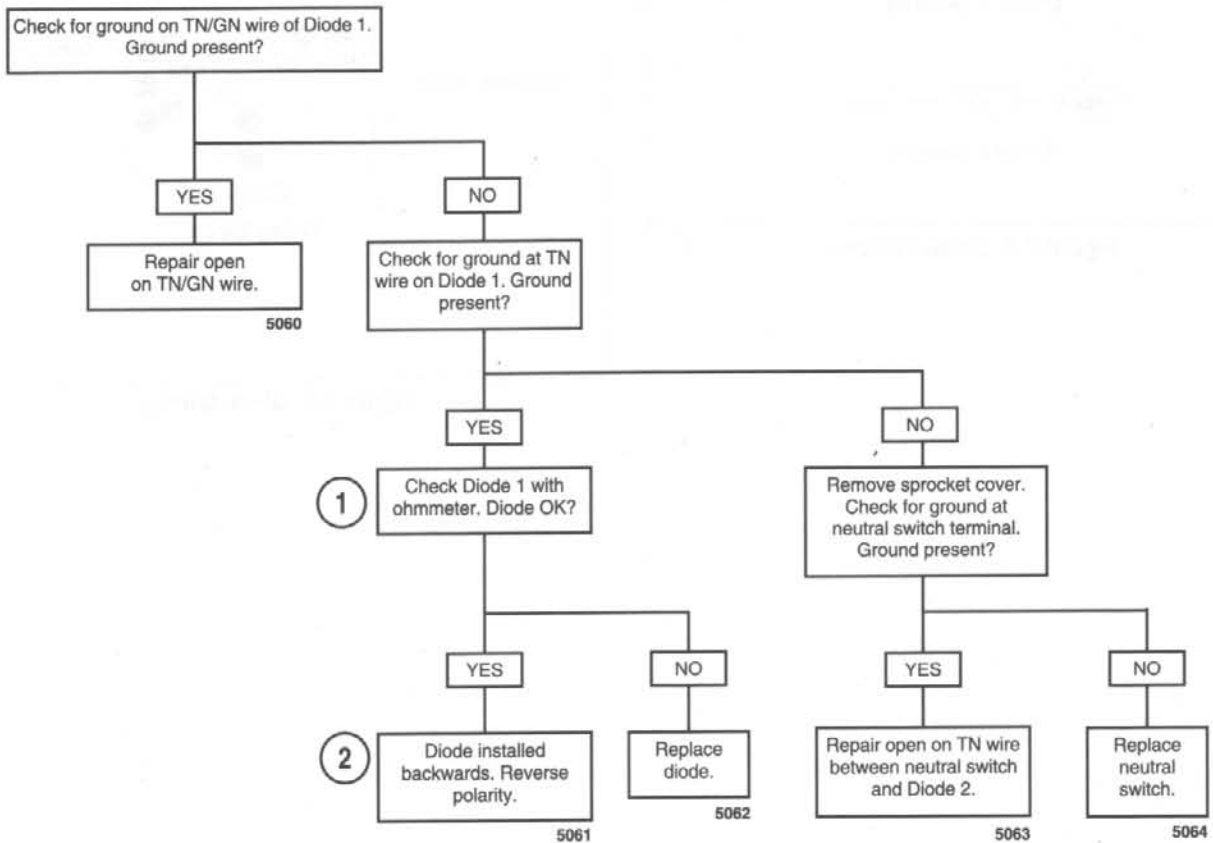 Check for ground on TN/GN wire of Diode 1.
Ground present?
YES
NO
Repair open
on TN/GN wire.
5060
Check for ground at TN
wire on Diode 1. Ground
present?
YES
NO
1
Check Diode 1 with
ohmmeter. Diode OK?
Remove sprocket cover.
Check for ground at
neutral switch terminal.
Ground present?
YES
NO
YES
NO
2
Diode installed
backwards. Reverse
polarity.
5061
Replace
diode.
5062
Repair open on TN wire
between neutral switch
and Diode 2.
5063
Replace
neutral
switch.
5064